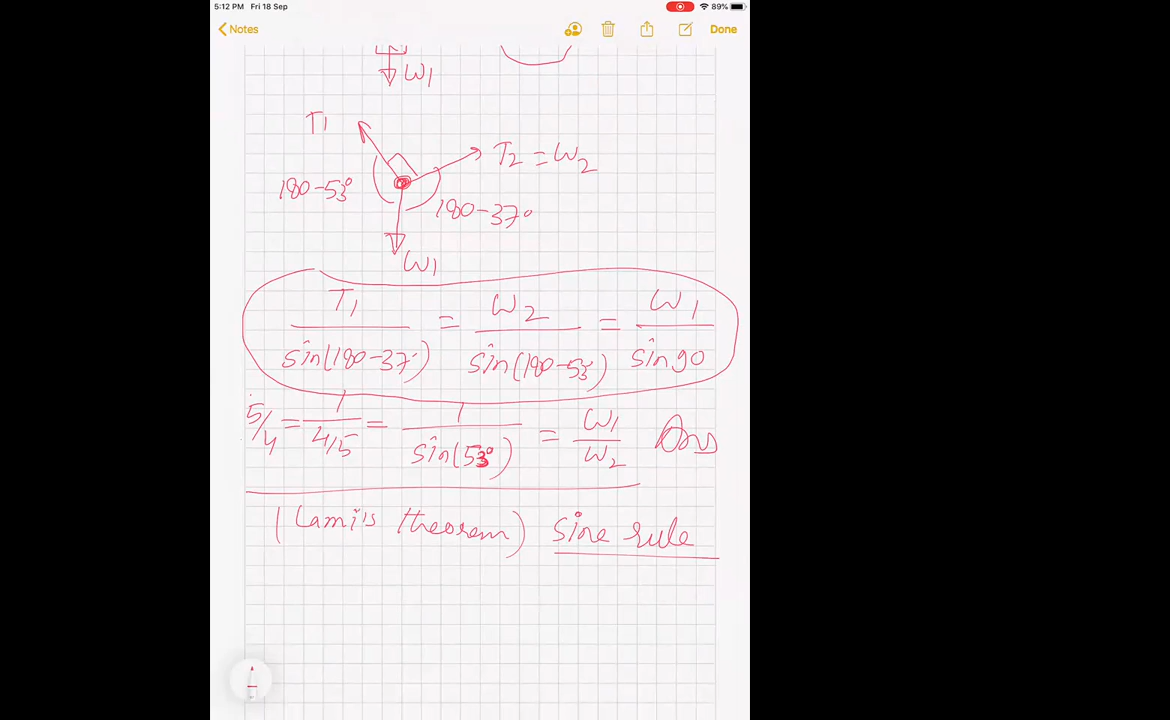 5:12 PM Fri 18 Sep
89%
Notes
Done
W1
T1
T2 = W2
180-53°
180-37°
W1
T1 / sin(180-37°) = W2 / sin(180-53°) = W1 / sin 90
5/4 = 1 / 4/5 = 1 / sin(53°) = W1 / W2 Ans
(Lami's theorem) sine rule